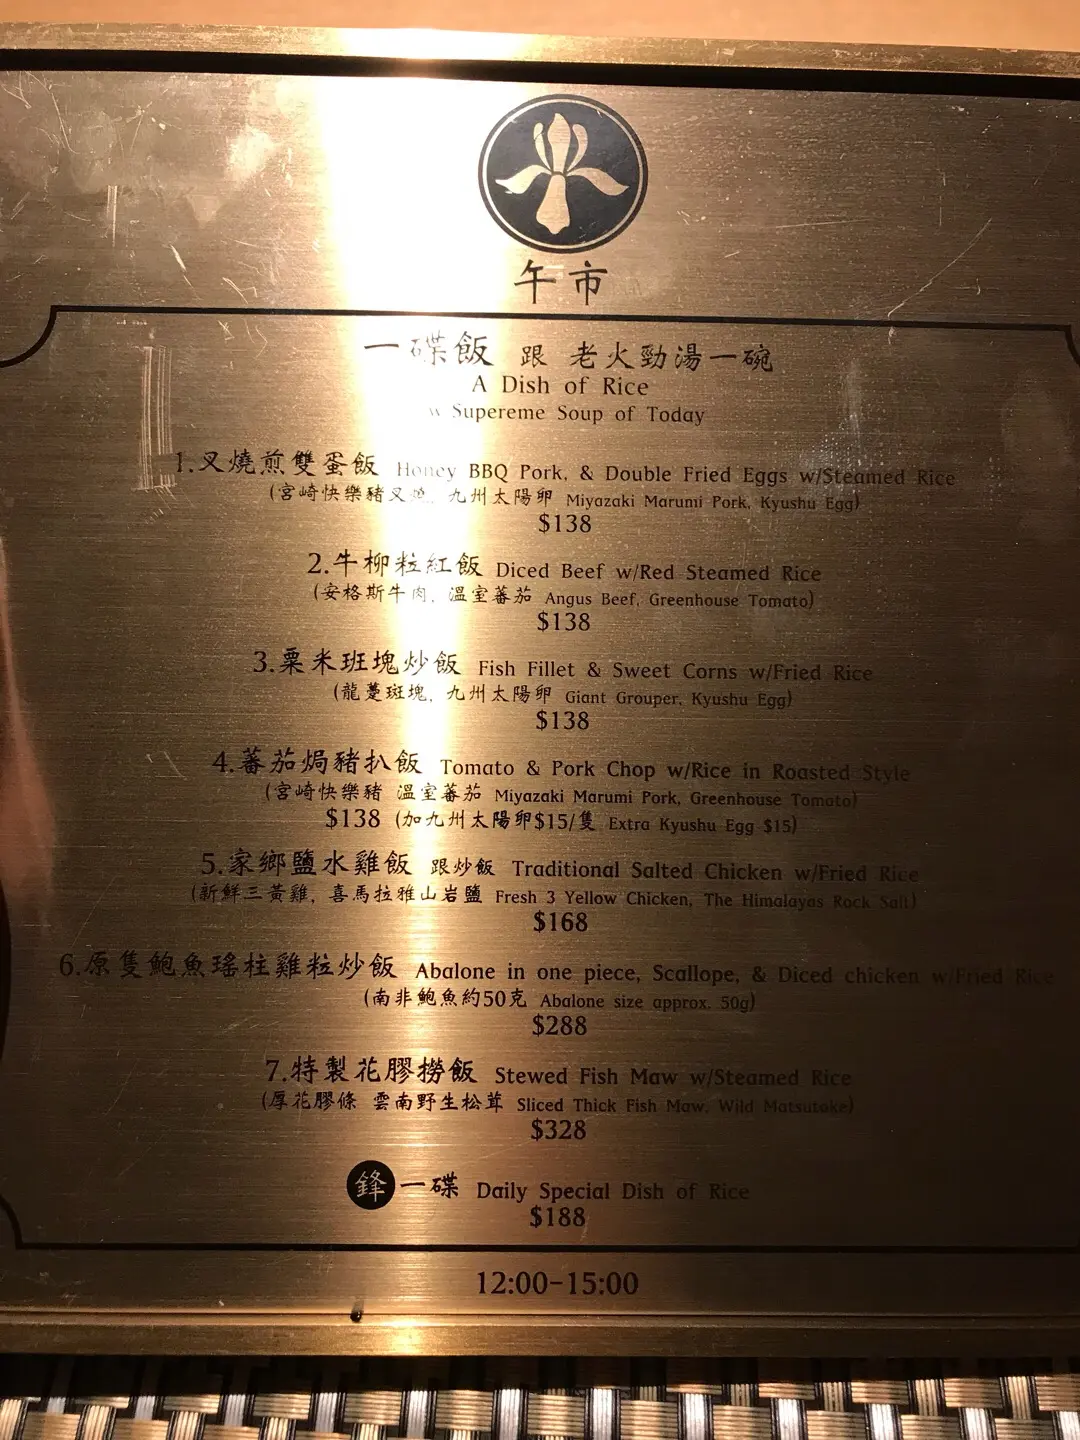 午市
一碟飯 跟 老火勁湯一碗
A Dish of Rice
w Supereme Soup of Today
1.叉燒煎雙蛋飯 Honey BBQ Pork, & Double Fried Eggs w/Steamed Rice
(宮崎快樂豬叉燒, 九州太陽卵 Miyazaki Marumi Pork, Kyushu Egg)
$138
2.牛柳粒紅飯 Diced Beef w/Red Steamed Rice
(安格斯牛肉, 溫室蕃茄 Angus Beef, Greenhouse Tomato)
$138
3.粟米班塊炒飯 Fish Fillet & Sweet Corns w/Fried Rice
(龍躉斑塊, 九州太陽卵 Giant Grouper, Kyushu Egg)
$138
4.蕃茄焗豬扒飯 Tomato & Pork Chop w/Rice in Roasted Style
(宮崎快樂豬 溫室蕃茄 Miyazaki Marumi Pork, Greenhouse Tomato)
$138 (加九州太陽卵$15/隻 Extra Kyushu Egg $15)
5.家鄉鹽水雞飯 跟炒飯 Traditional Salted Chicken w/Fried Rice
(新鮮三黃雞, 喜馬拉雅山岩鹽 Fresh 3 Yellow Chicken, The Himalayas Rock Salt)
$168
6.原隻鮑魚瑤柱雞粒炒飯 Abalone in one piece, Scallope, & Diced chicken w/Fried Rice
(南非鮑魚約50克 Abalone size approx. 50g)
$288
7.特製花膠撈飯 Stewed Fish Maw w/Steamed Rice
(厚花膠條 雲南野生松茸 Sliced Thick Fish Maw, Wild Matsutake)
$328
鋒一碟 Daily Special Dish of Rice
$188
12:00-15:00